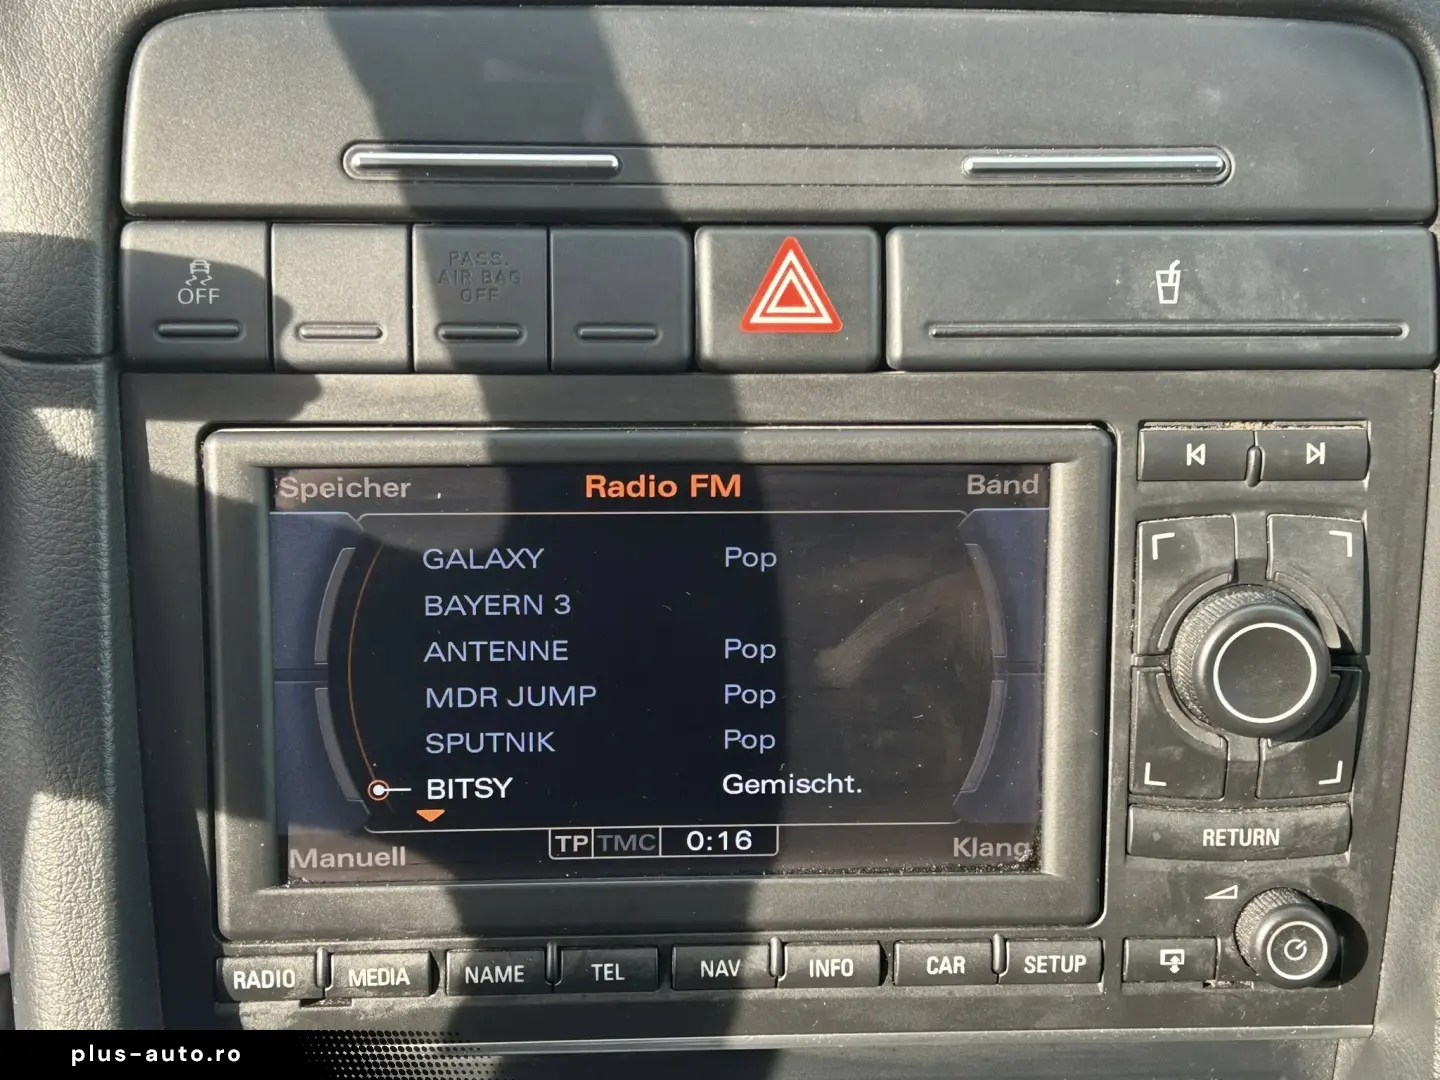 OFF
PASS.
AIR BAG
OFF
Speicher Radio FM Band
GALAXY Pop
BAYERN 3
ANTENNE Pop
MDR JUMP Pop
SPUTNIK Pop
BITSY Gemischt.
TP TMC 0:16
Manuell Klang
RETURN
RADIO MEDIA NAME TEL NAV INFO CAR SETUP
plus-auto.ro